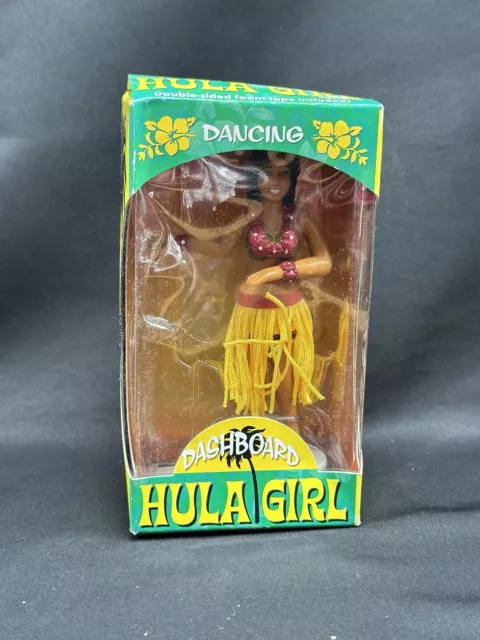 HULA GIRL
Double-sided foam tape included!
DANCING
DASHBOARD
HULA GIRL